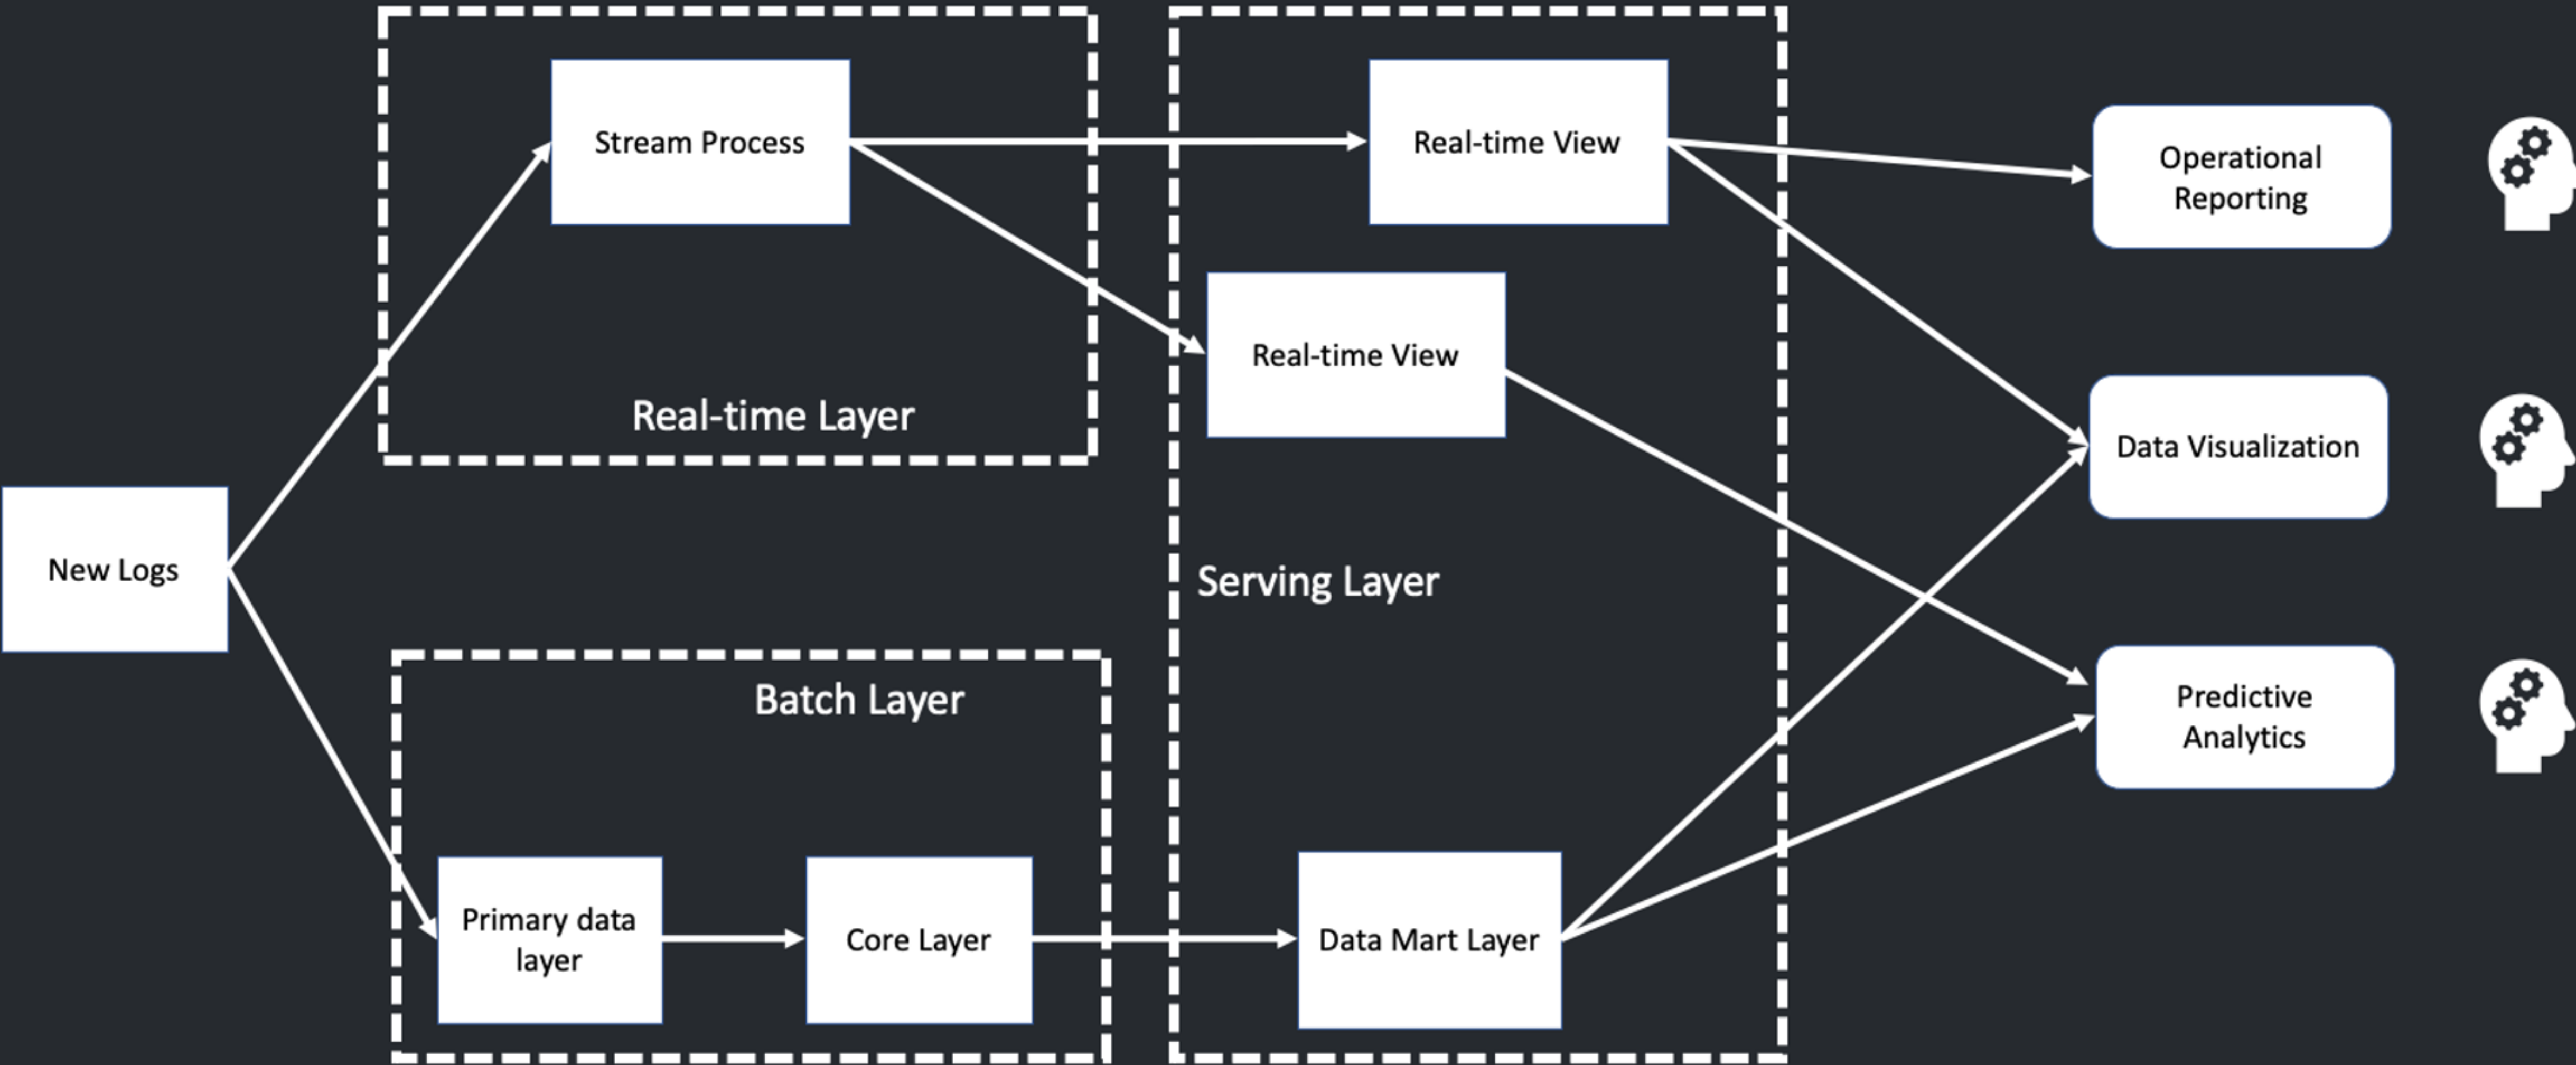 Stream Process
Real-time View
Operational
Reporting
Real-time View
Real-time Layer
Data Visualization
New Logs
Serving Layer
Batch Layer
Predictive
Analytics
Primary data
layer
Core Layer
Data Mart Layer